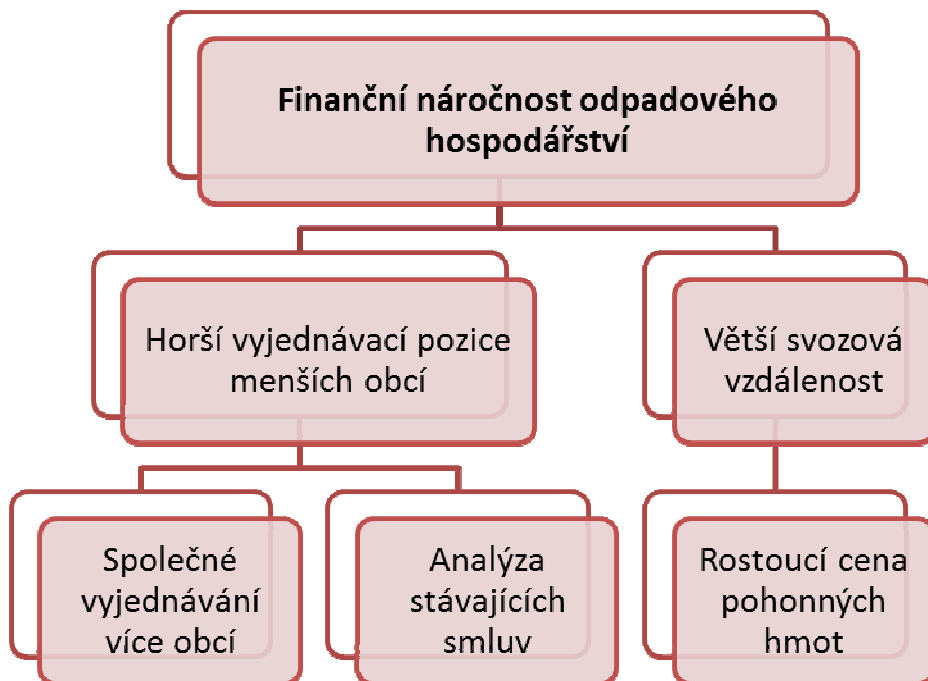 Finanční náročnost odpadového
hospodářství
Horší vyjednávací pozice
menších obcí
Větší svozová
vzdálenost
Společné
vyjednávání
více obcí
Analýza
stávajících
smluv
Rostoucí cena
pohonných
hmot